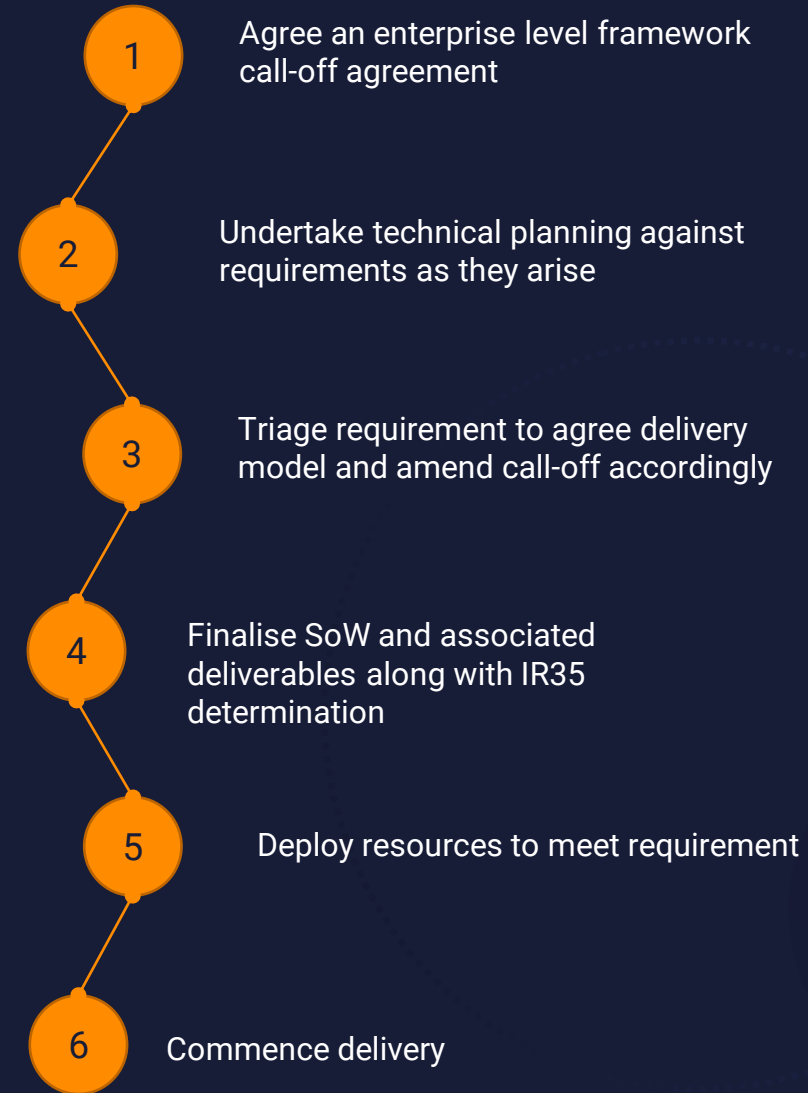 1
Agree an enterprise level framework
call-off agreement
2
Undertake technical planning against
requirements as they arise
3
Triage requirement to agree delivery
model and amend call-off accordingly
4
Finalise SoW and associated
deliverables along with IR35
determination
5
Deploy resources to meet requirement
6
Commence delivery